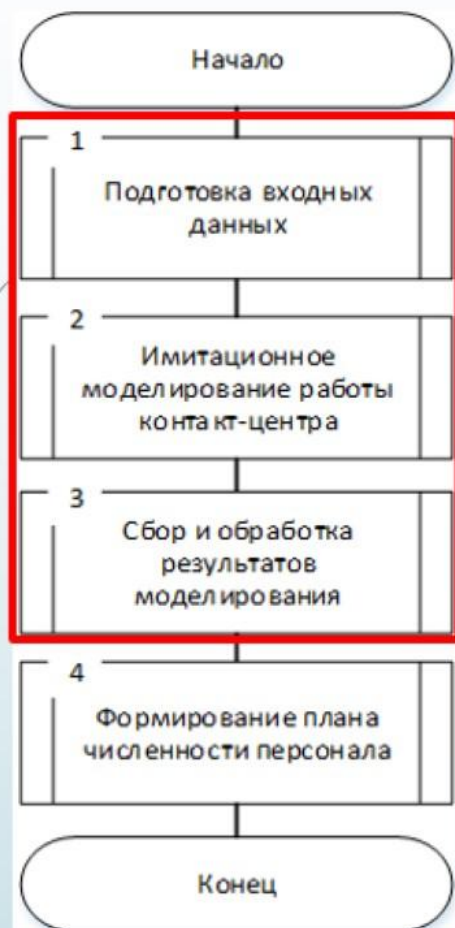 Начало
1
Подготовка входных
данных
2
Имитационное
моделирование работы
контакт-центра
3
Сбор и обработка
результатов
моделирования
4
Формирование плана
численности персонала
Конец